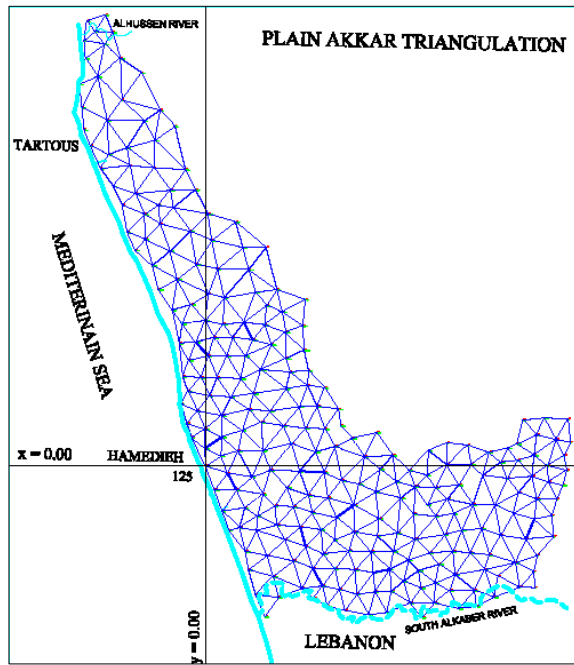 ALHUSSEN RIVER
PLAIN AKKAR TRIANGULATION
TARTOUS
MEDITERINAIN SEA
x = 0.00
HAMEDIEH
125
y = 0.00
SOUTH ALKABER RIVER
LEBANON